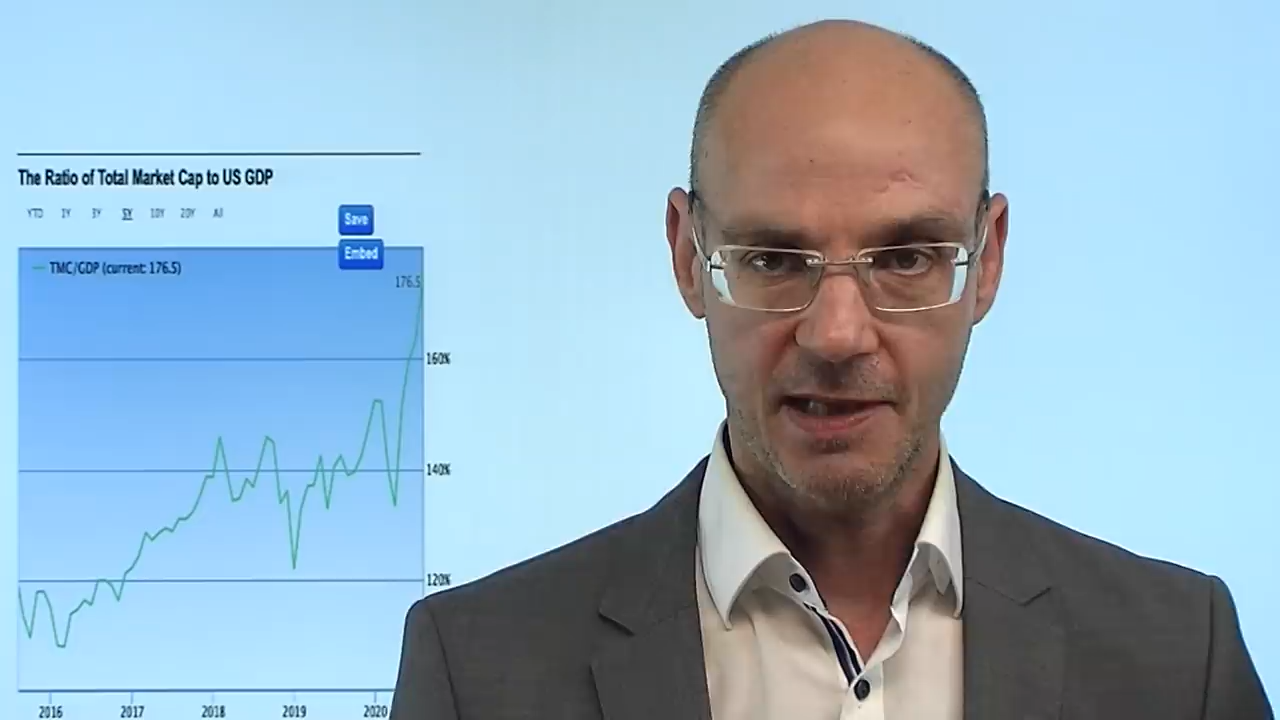 The Ratio of Total Market Cap to US GDP
YTD 1Y 3Y 5Y 10Y 20Y All
Save
Embed
TMC/GDP (current: 176.5)
176.5
160%
140%
120%
2016 2017 2018 2019 2020